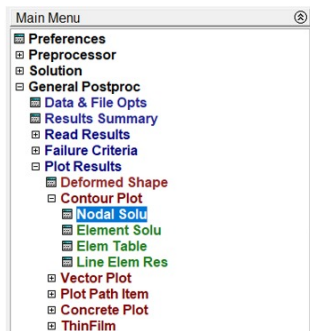 Main Menu
Preferences
Preprocessor
Solution
General Postproc
Data & File Opts
Results Summary
Read Results
Failure Criteria
Plot Results
Deformed Shape
Contour Plot
Nodal Solu
Element Solu
Elem Table
Line Elem Res
Vector Plot
Plot Path Item
Concrete Plot
ThinFilm